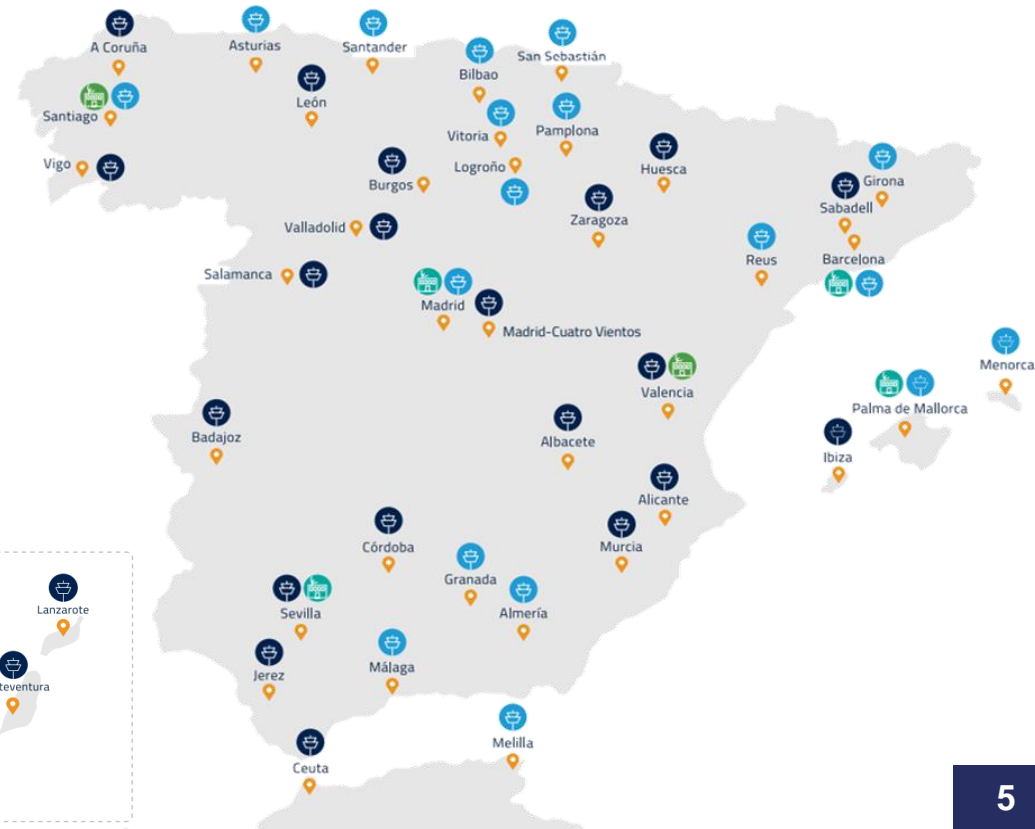 A Coruña
Asturias
Santander
Bilbao
San Sebastián
León
Santiago
Vitoria
Pamplona
Vigo
Logroño
Huesca
Burgos
Girona
Sabadell
Zaragoza
Valladolid
Reus
Barcelona
Salamanca
Madrid
Madrid-Cuatro Vientos
Menorca
Valencia
Palma de Mallorca
Badajoz
Albacete
Ibiza
Alicante
Córdoba
Murcia
Granada
Lanzarote
Sevilla
Almería
Málaga
Jerez
teventura
Melilla
Ceuta
5